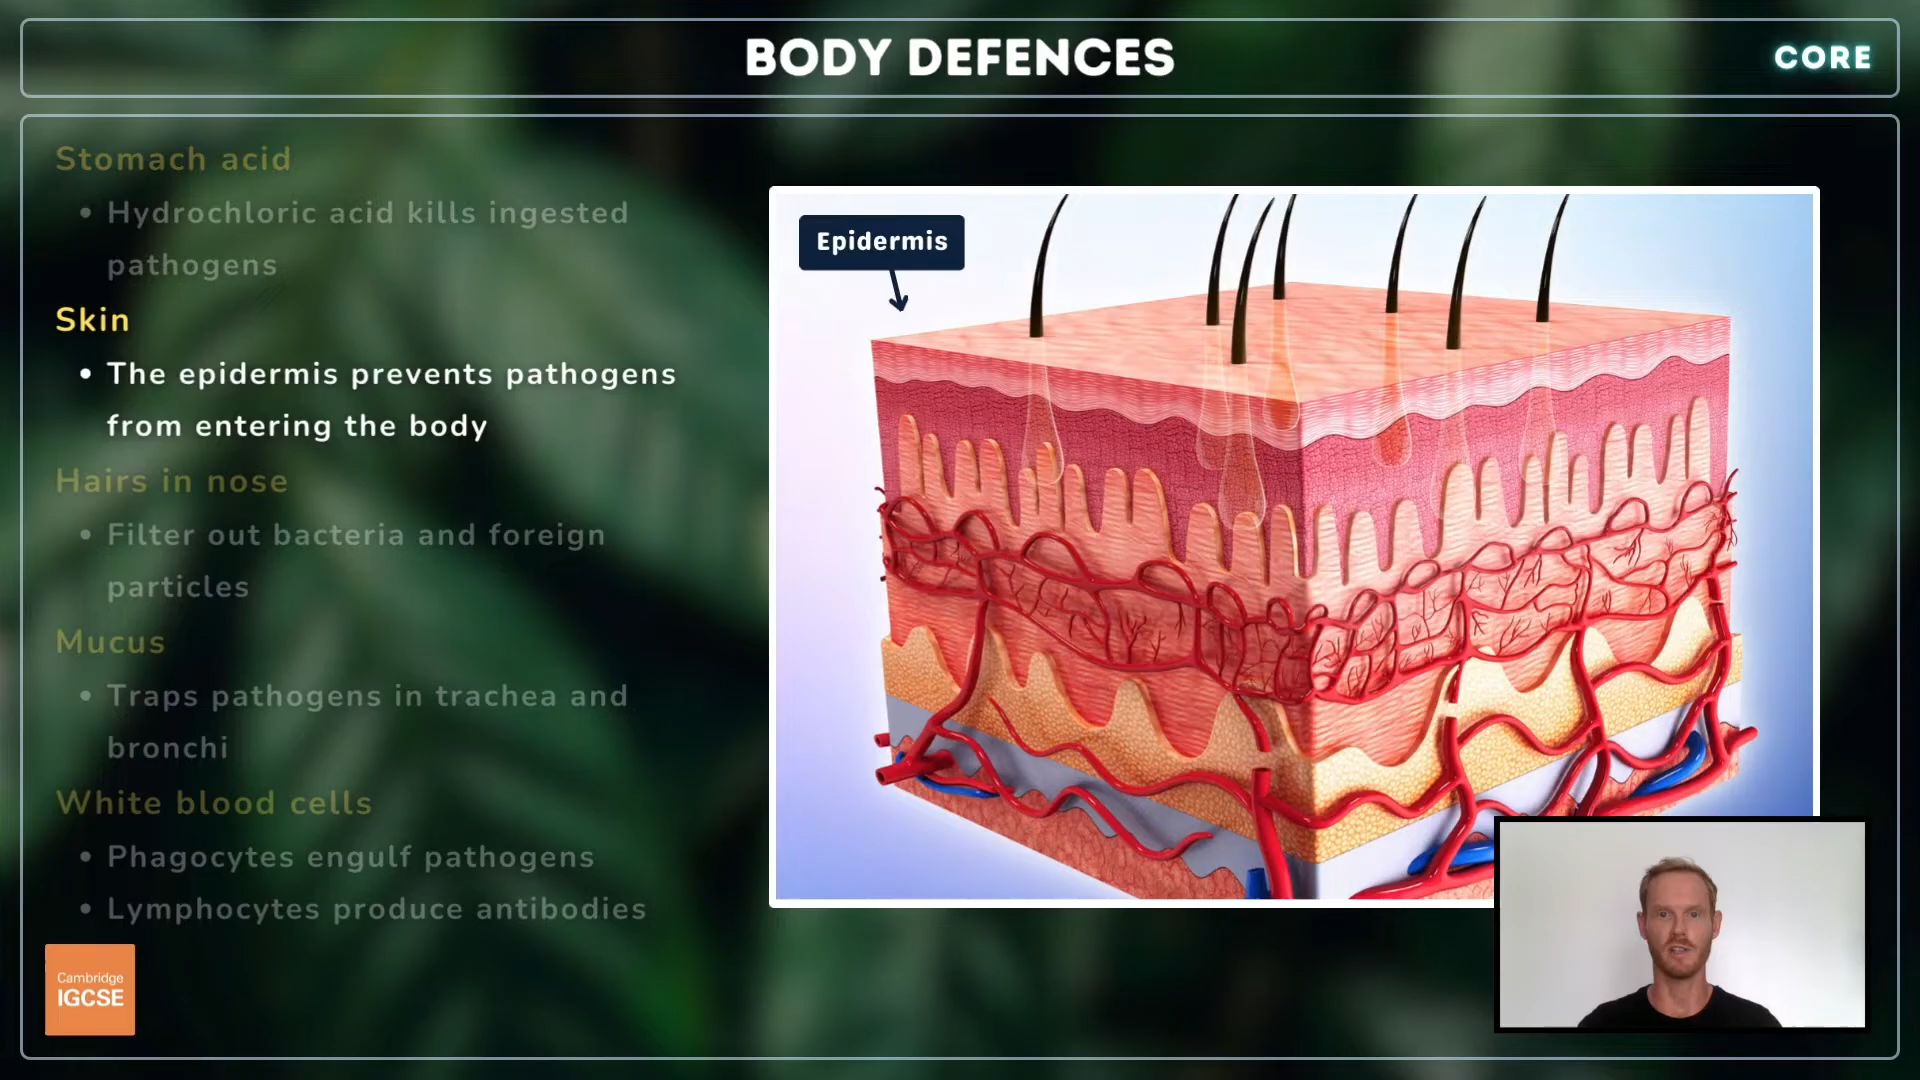 BODY DEFENCES
CORE
Stomach acid
• Hydrochloric acid kills ingested
pathogens
Skin
• The epidermis prevents pathogens
from entering the body
Hairs in nose
• Filter out bacteria and foreign
particles
Mucus
• Traps pathogens in trachea and
bronchi
White blood cells
• Phagocytes engulf pathogens
• Lymphocytes produce antibodies
Epidermis
Cambridge
IGCSE